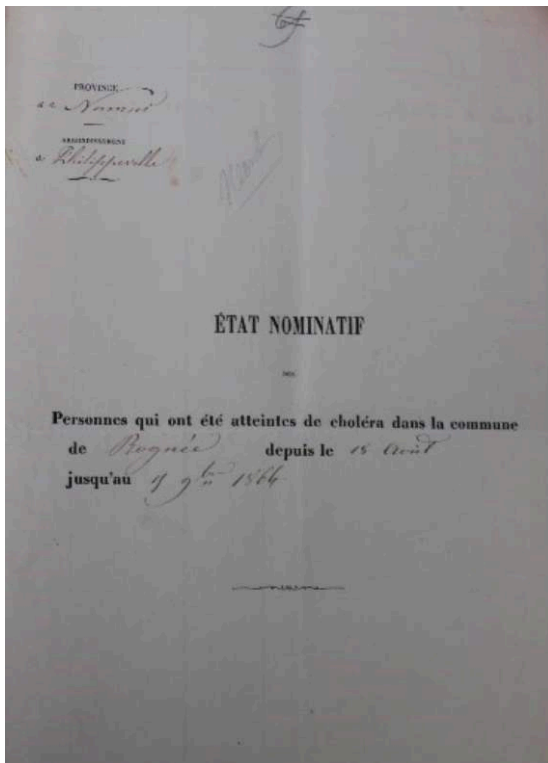 PROVINCE
de Namur
ARRONDISSEMENT
de Philippeville
ÉTAT NOMINATIF
DES
Personnes qui ont été atteintes de choléra dans la commune
de Rognée depuis le 18 Août
jusqu'au 9 9bre 1866